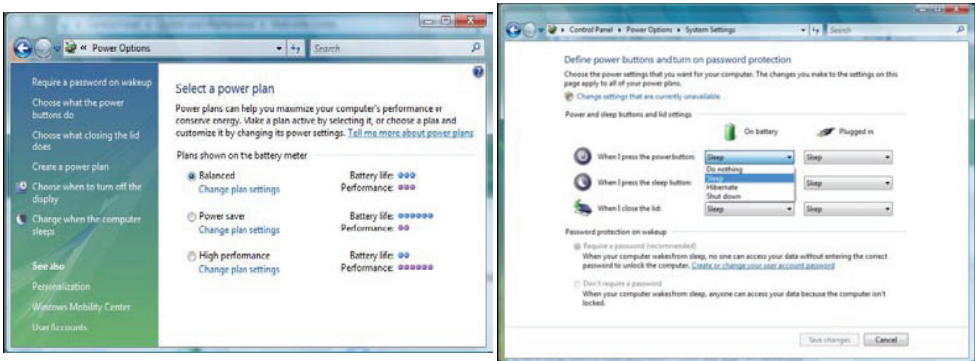 « Power Options
Search
Require a password on wakeup
Choose what the power
buttons do
Choose what closing the lid
does
Create a power plan
Choose when to turn off the
display
Change when the computer
sleeps
See also
Personalization
Windows Mobility Center
User Accounts
Select a power plan
Power plans can help you maximize your computer's performance or
conserve energy. Make a plan active by selecting it, or choose a plan and
customize it by changing its power settings. Tell me more about power plans
Plans shown on the battery meter
Balanced Battery life:
Change plan settings Performance:
Power saver Battery life:
Change plan settings Performance:
High performance Battery life:
Change plan settings Performance:
Control Panel ▸ Power Options ▸ System Settings
Search
Define power buttons and turn on password protection
Choose the power settings that you want for your computer. The changes you make to the settings on this
page apply to all of your power plans.
Change settings that are currently unavailable
Power and sleep buttons and lid settings
On battery Plugged in
When I press the power button: Sleep Sleep
Do nothing
Sleep
Hibernate
Shut down
When I press the sleep button: Sleep
When I close the lid: Sleep Sleep
Password protection on wakeup
Require a password (recommended)
When your computer wakes from sleep, no one can access your data without entering the correct
password to unlock the computer. Create or change your user account password
Don't require a password
When your computer wakes from sleep, anyone can access your data because the computer isn't
locked.
Save changes Cancel